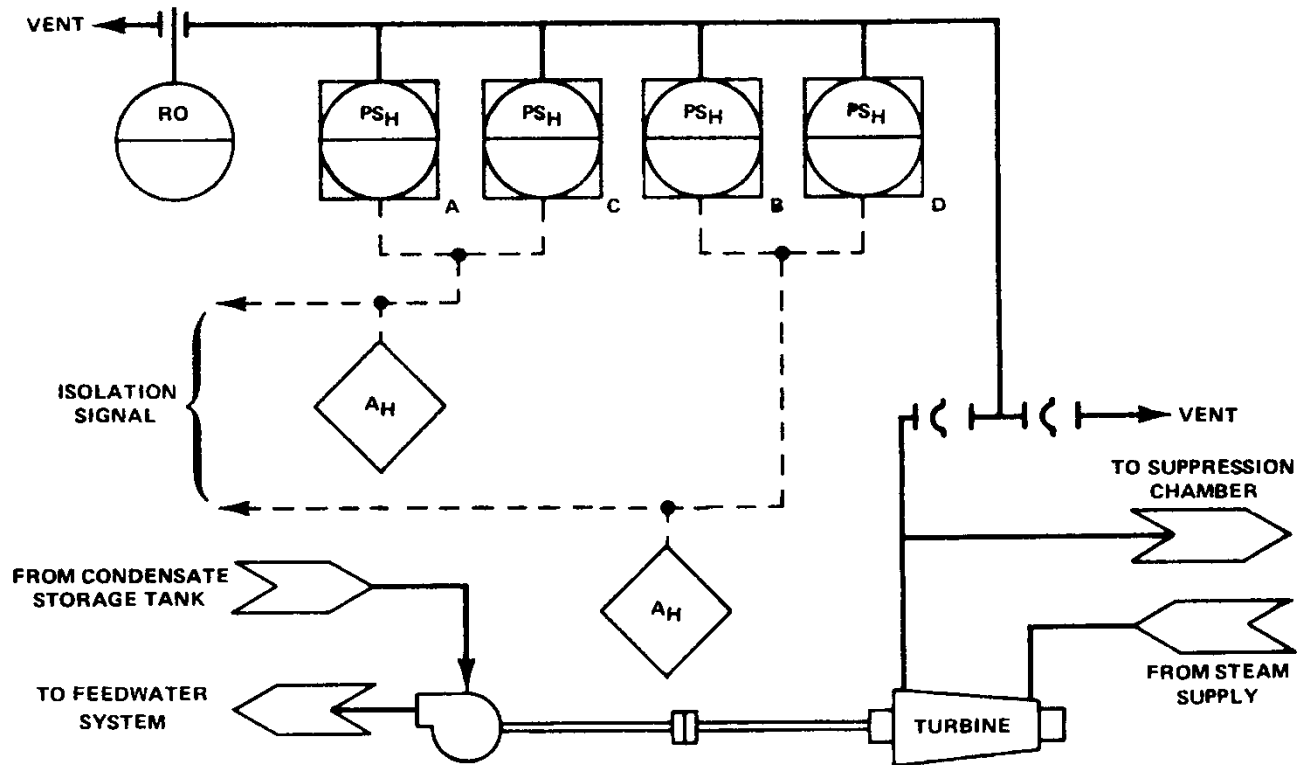 VENT
RO
PSH
PSH
PSH
PSH
A
C
B
D
ISOLATION
SIGNAL
AH
VENT
TO SUPPRESSION
CHAMBER
FROM CONDENSATE
STORAGE TANK
AH
FROM STEAM
SUPPLY
TO FEEDWATER
SYSTEM
TURBINE